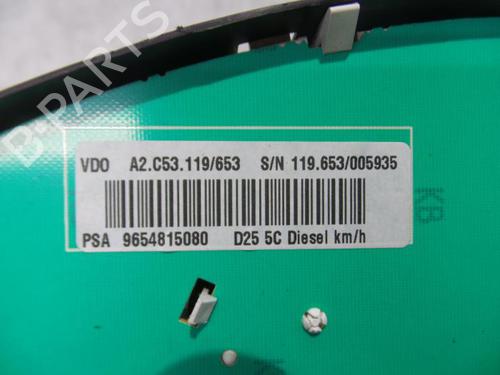 VDO A2.C53.119/653 S/N 119.653/005935
PSA 9654815080 D25 5C Diesel km/h
KB
B-PARTS